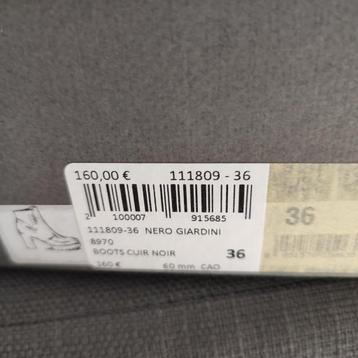 160,00 € 111809 - 36
2 100007 915685
111809-36 NERO GIARDINI
8970
BOOTS CUIR NOIR 36
160 € 60 mm CAO
36